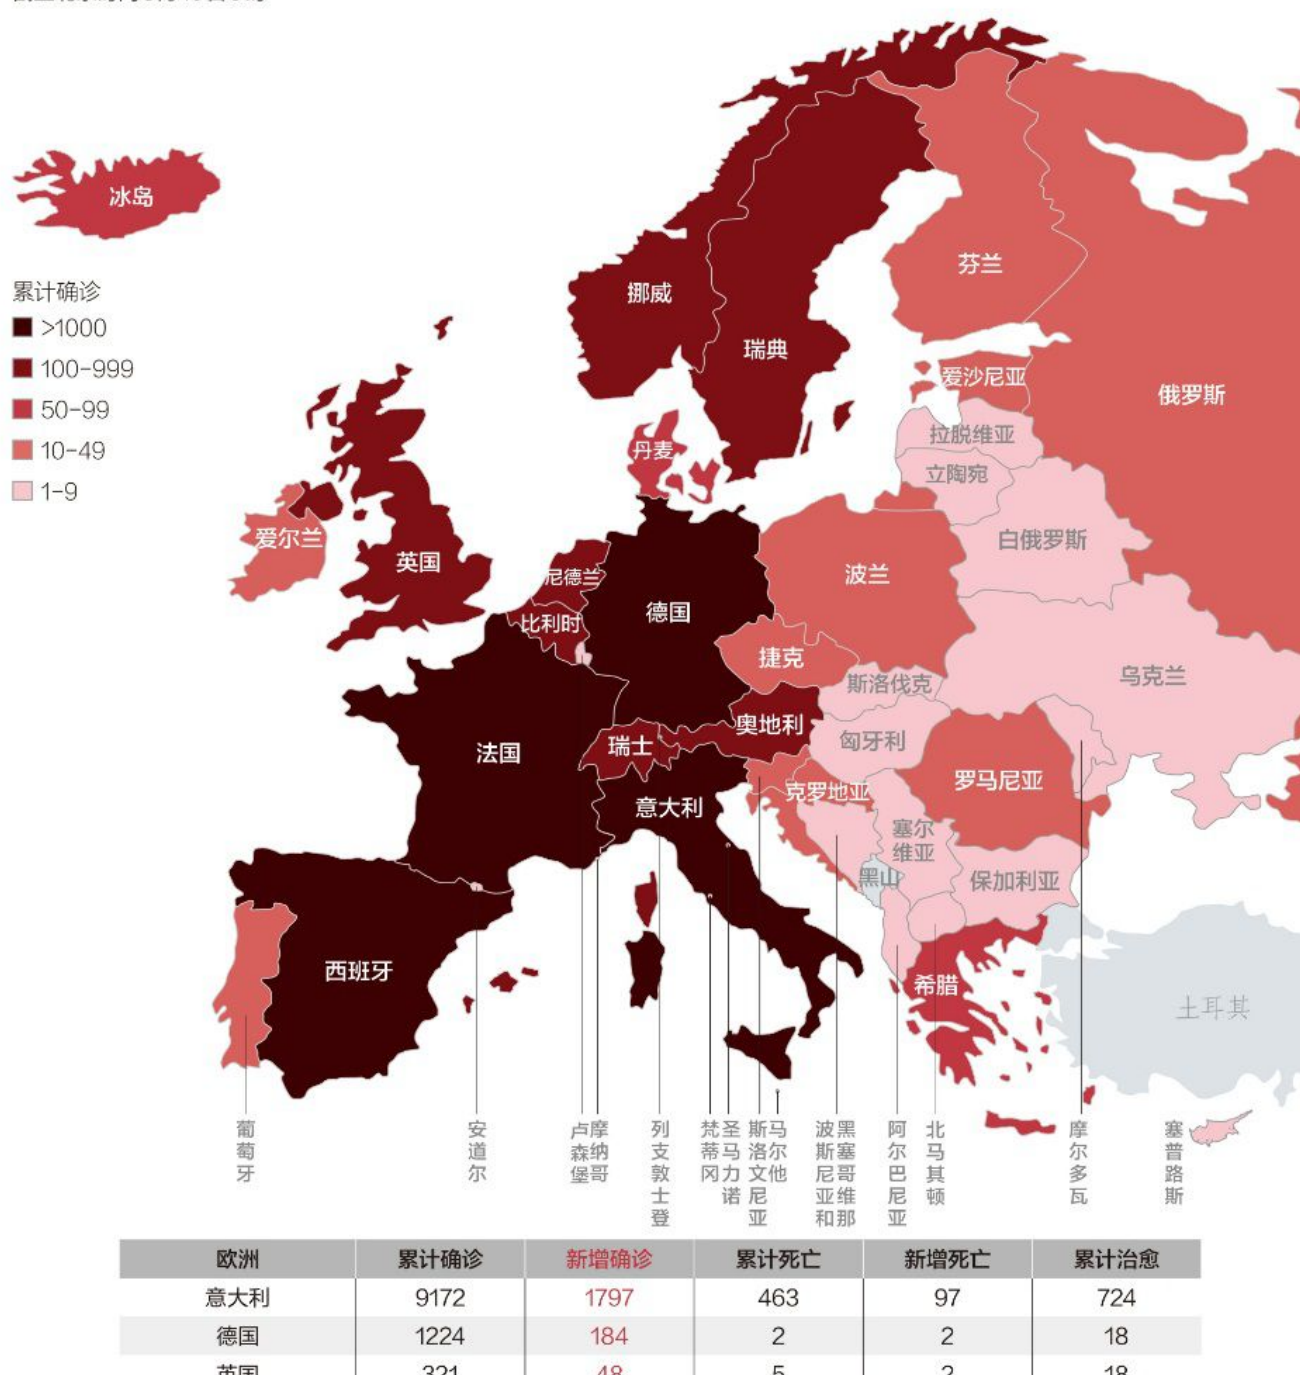 冰岛
累计确诊
>1000
100-999
50-99
10-49
1-9
挪威
瑞典
芬兰
俄罗斯
爱沙尼亚
拉脱维亚
立陶宛
白俄罗斯
丹麦
爱尔兰
英国
尼德兰
比利时
德国
波兰
捷克
斯洛伐克
乌克兰
奥地利
匈牙利
瑞士
法国
意大利
克罗地亚
罗马尼亚
塞尔
维亚
黑山
保加利亚
西班牙
希腊
土耳其
葡萄牙
安道尔
卢森堡
摩纳哥
列支敦士登
梵蒂冈
圣马力诺
斯洛文尼亚
马尔他
波斯尼亚和
黑塞哥维那
阿尔巴尼亚
北马其顿
摩尔多瓦
塞普路斯
欧洲 累计确诊 新增确诊 累计死亡 新增死亡 累计治愈
意大利 9172 1797 463 97 724
德国 1224 184 2 2 18
英国 321 48 5 2 18